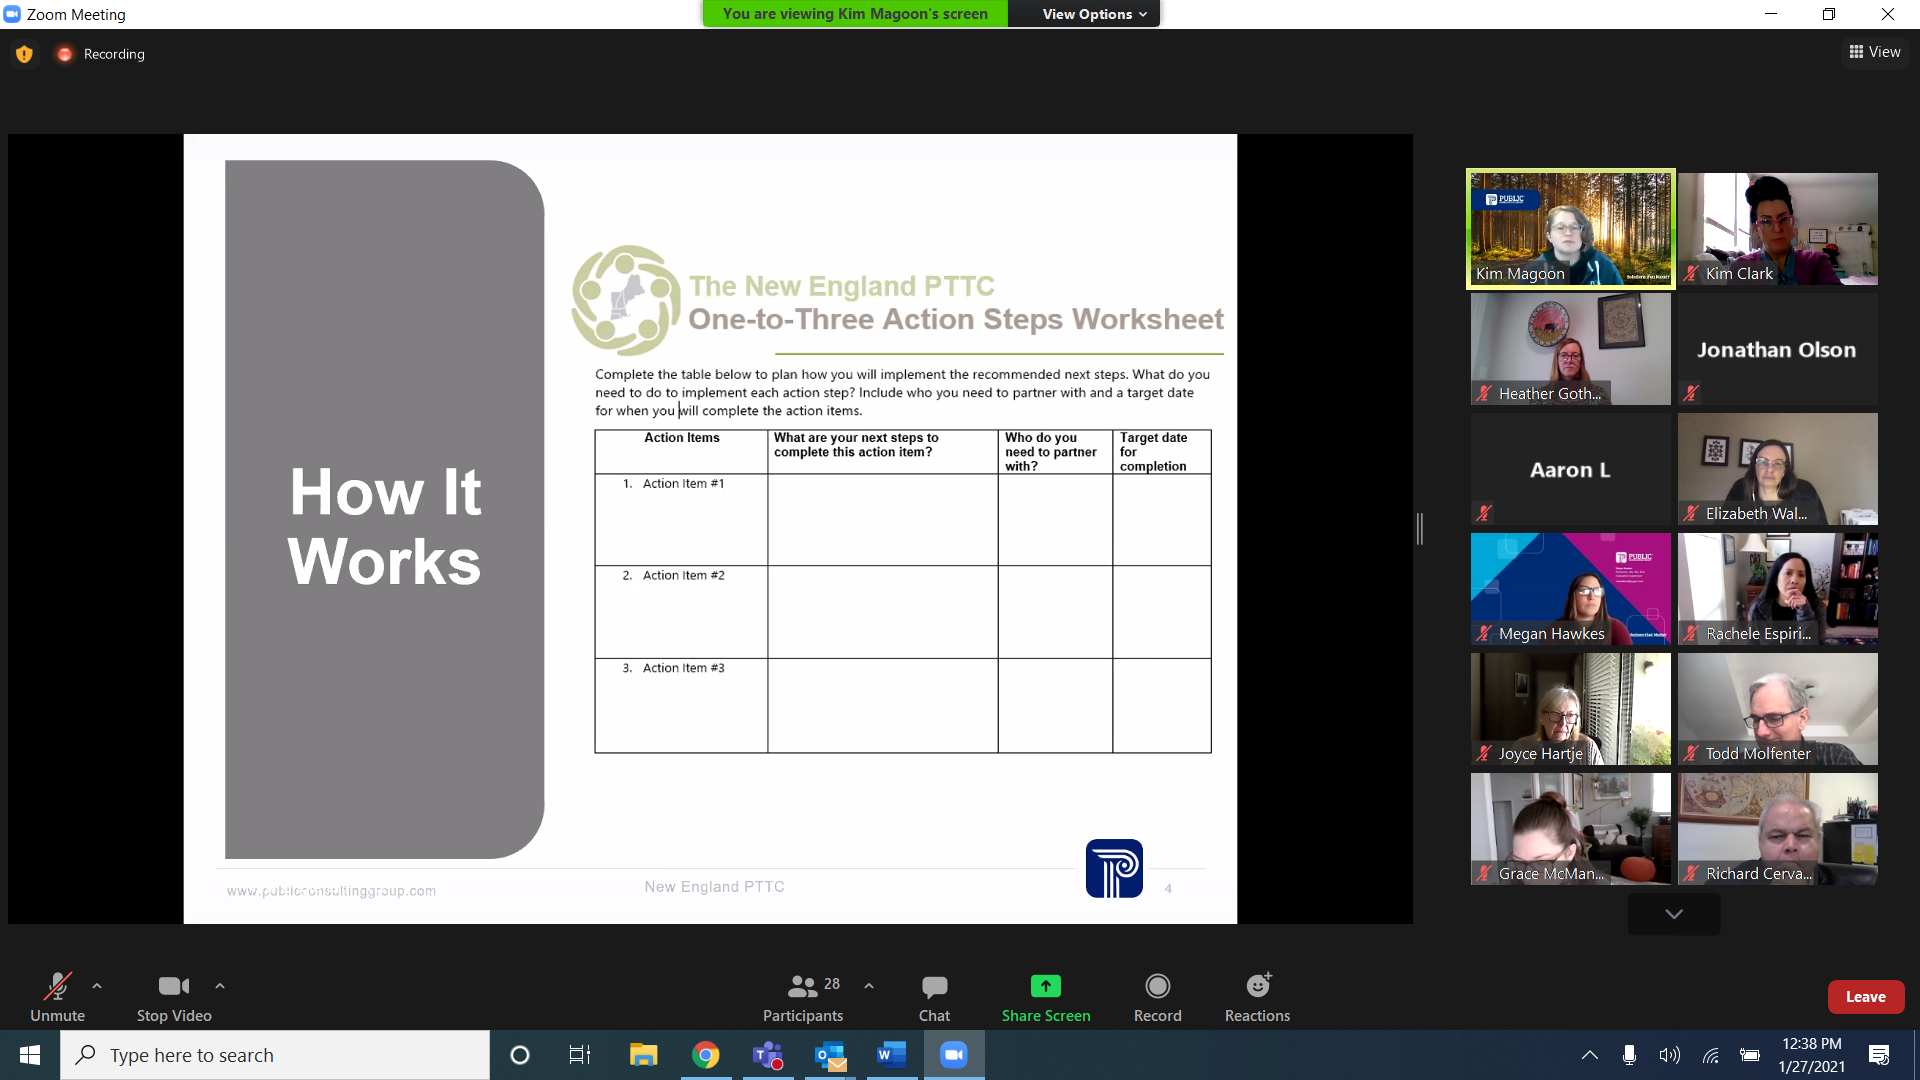 Zoom Meeting
You are viewing Kim Magoon's screen
View Options
Recording
View
How It
Works
The New England PTTC
One-to-Three Action Steps Worksheet
Complete the table below to plan how you will implement the recommended next steps. What do you
need to do to implement each action step? Include who you need to partner with and a target date
for when you will complete the action items.
Action Items
What are your next steps to
complete this action item?
Who do you
need to partner
with?
Target date
for
completion
1. Action Item #1
2. Action Item #2
3. Action Item #3
www.publicconsultinggroup.com
New England PTTC
4
PUBLIC
Kim Magoon
Kim Clark
Heather Goth...
Jonathan Olson
Aaron L
Elizabeth Wal...
PUBLIC
Megan Hawkes
Rachele Espiri...
Joyce Hartje
Todd Molfenter
Grace McMan...
Richard Cerva...
Unmute
Stop Video
28
Participants
Chat
Share Screen
Record
Reactions
Leave
Type here to search
12:38 PM
1/27/2021